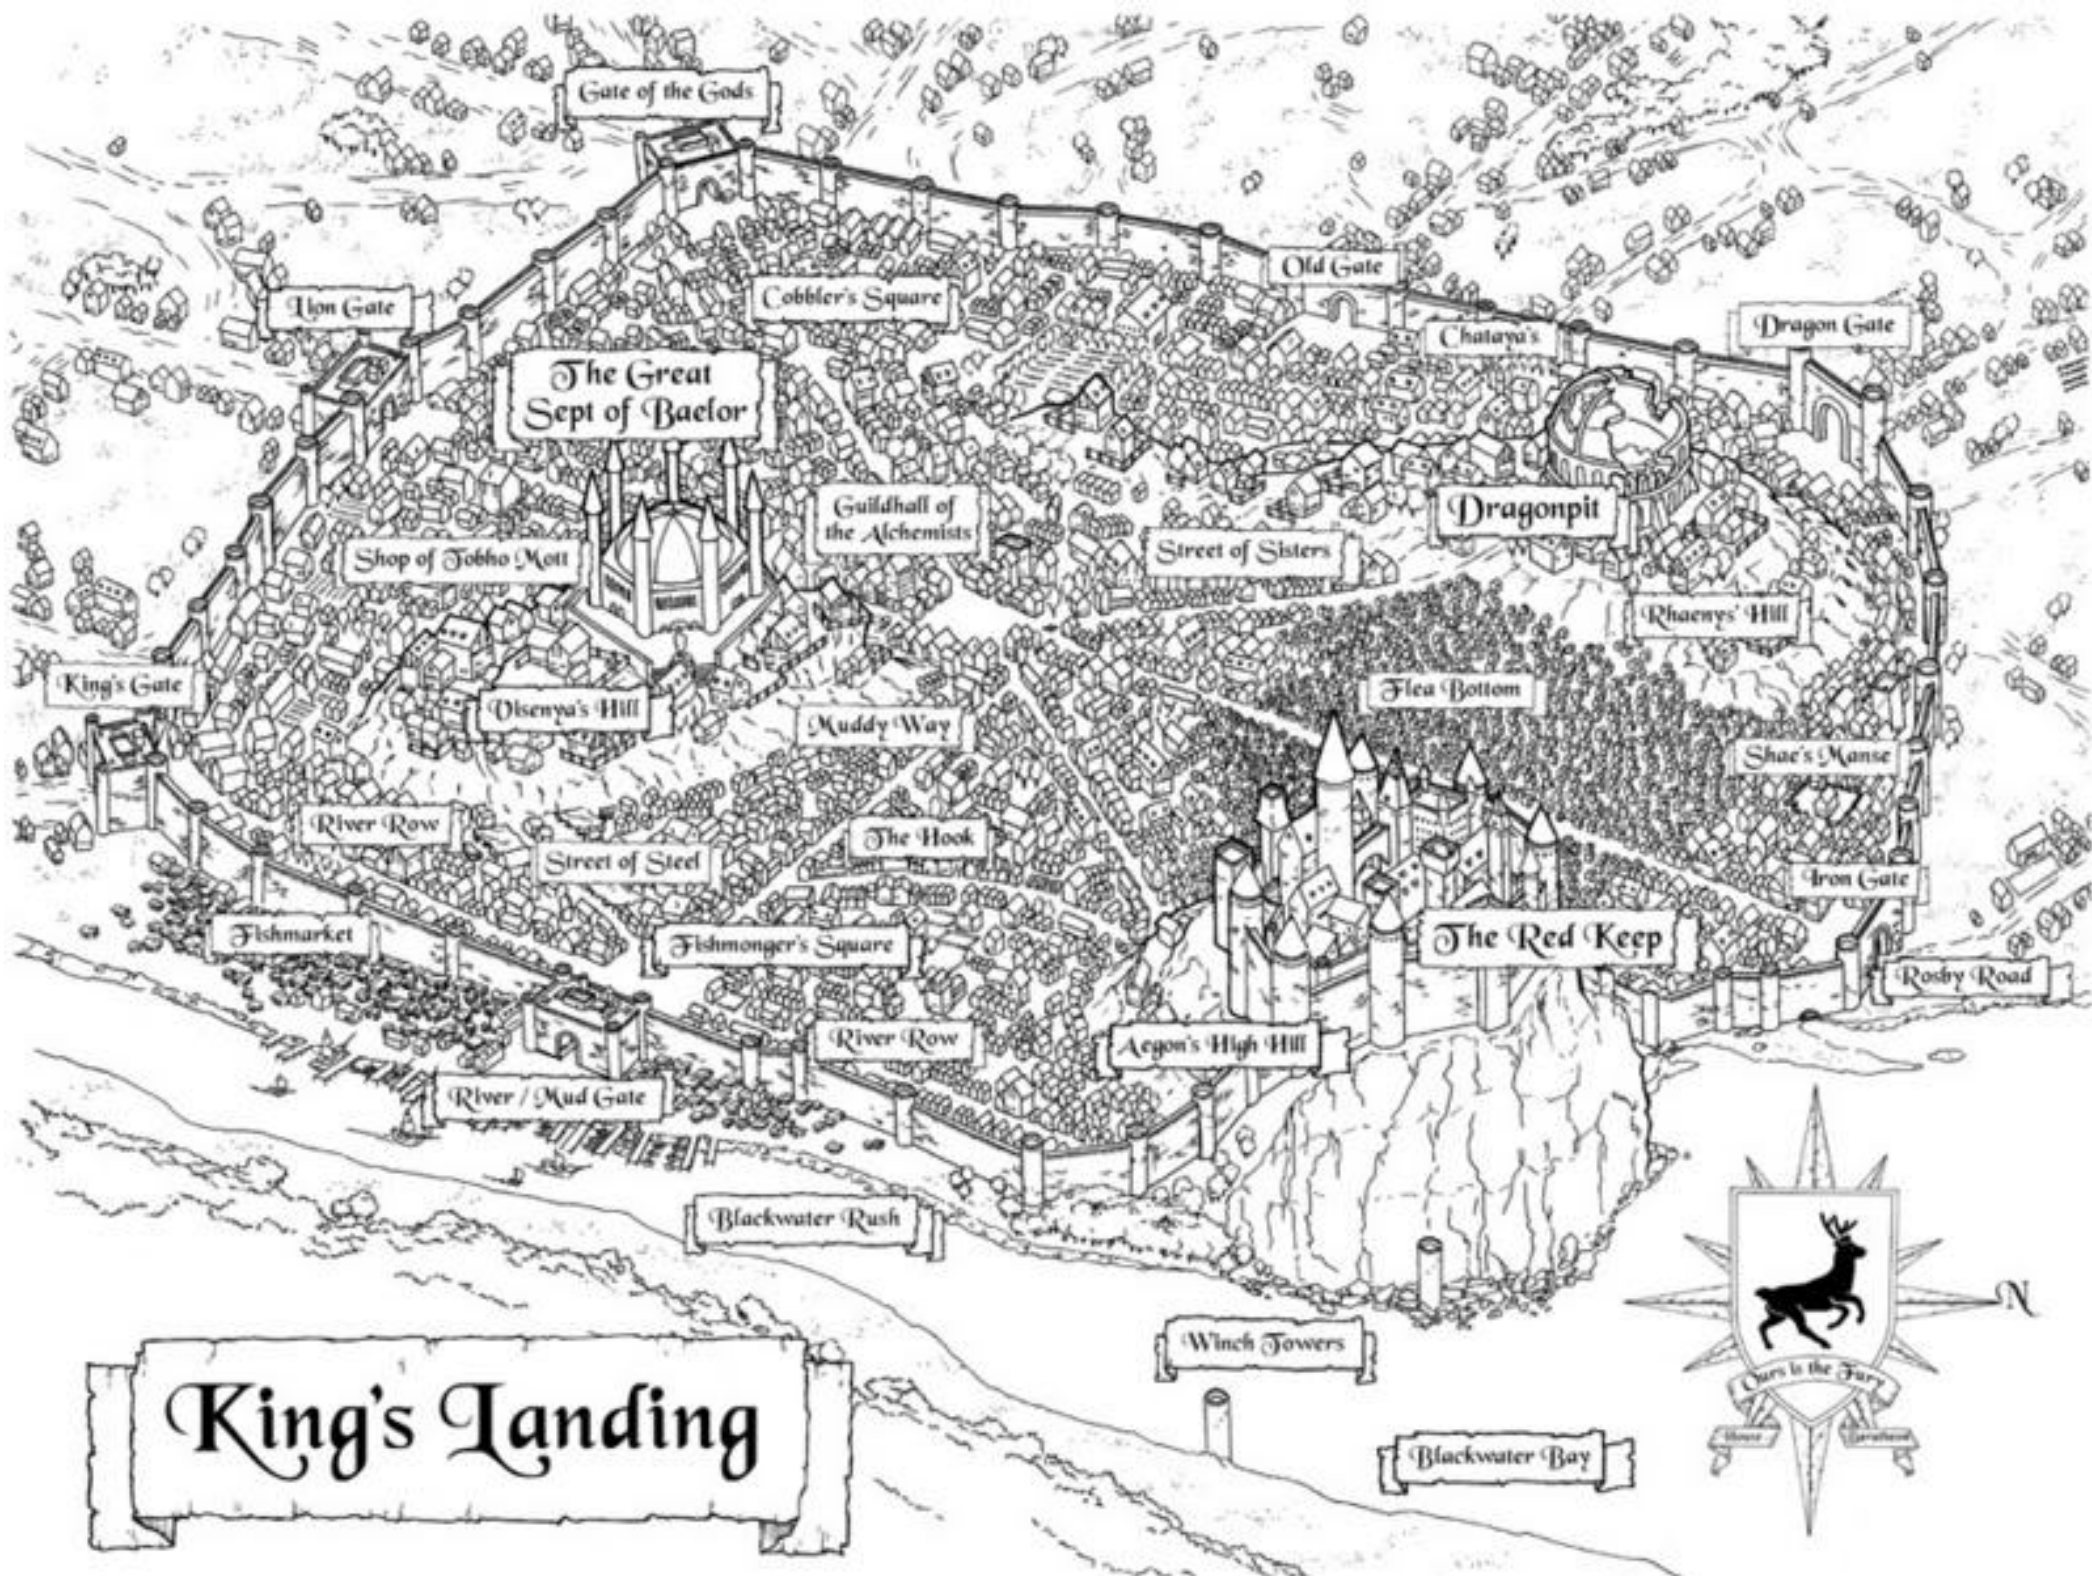 Gate of the Gods
Old Gate
Cobbler's Square
Lion Gate
Chataya's
Dragon Gate
The Great
Sept of Baelor
Guildhall of
the Alchemists
Dragonpit
Shop of Tobho Mott
Street of Sisters
Rhaenys' Hill
King's Gate
Visenya's Hill
Flea Bottom
Muddy Way
Shae's Manse
River Row
The Hook
Street of Steel
Iron Gate
Fishmarket
Fishmonger's Square
The Red Keep
Rosby Road
River Row
Aegon's High Hill
River / Mud Gate
Blackwater Rush
Winch Towers
N
Ours is the Fury
House Baratheon
King's Landing
Blackwater Bay